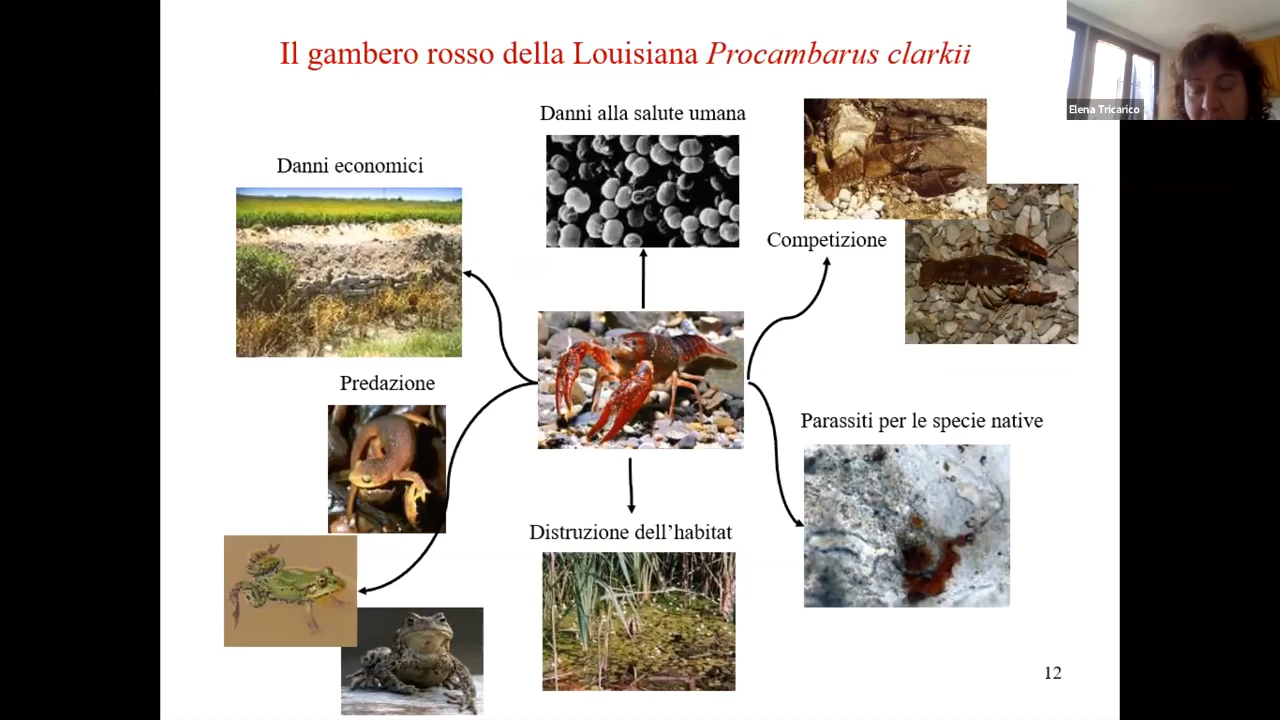 Il gambero rosso della Louisiana Procambarus clarkii
Elena Tricarico
Danni alla salute umana
Danni economici
Competizione
Predazione
Parassiti per le specie native
Distruzione dell’habitat
12